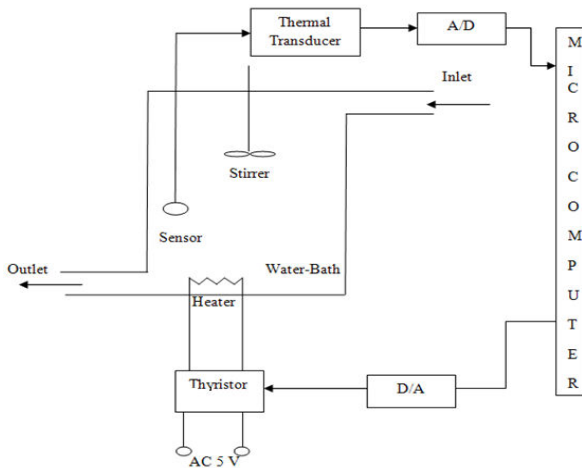 Thermal
Transducer
A/D
Inlet
Stirrer
Sensor
Outlet
Water-Bath
Heater
Thyristor
D/A
AC 5 V
M
I
C
R
O
C
O
M
P
U
T
E
R